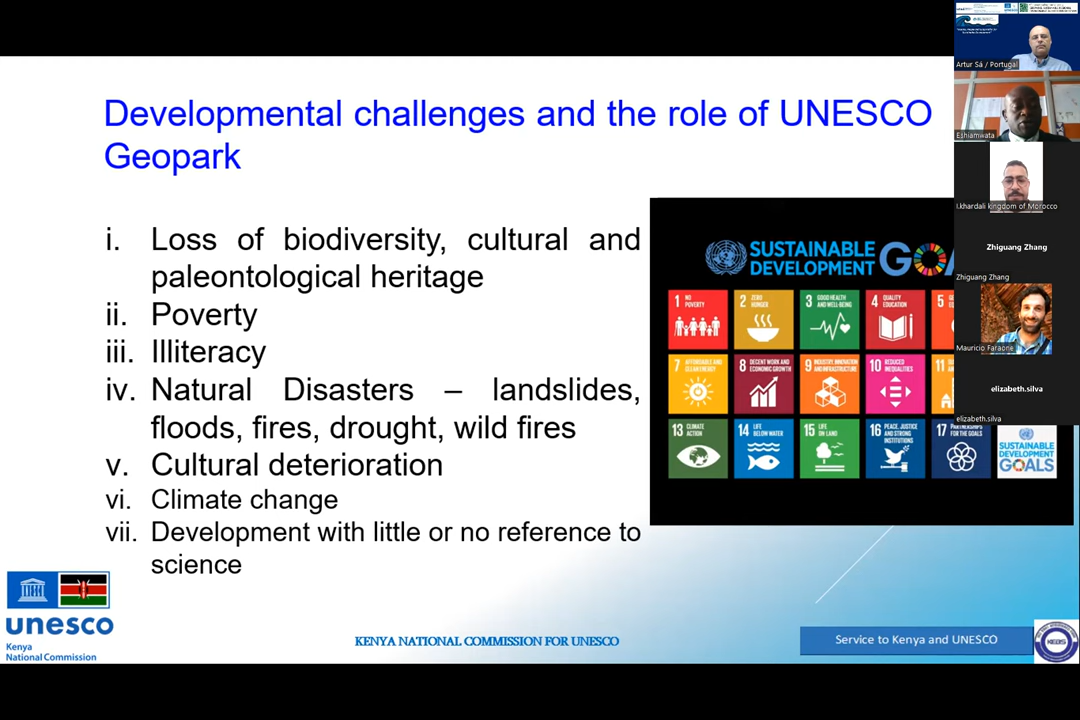 Developmental challenges and the role of UNESCO
Geopark
i. Loss of biodiversity, cultural and
paleontological heritage
ii. Poverty
iii. Illiteracy
iv. Natural Disasters – landslides,
floods, fires, drought, wild fires
v. Cultural deterioration
vi. Climate change
vii. Development with little or no reference to
science
SUSTAINABLE
DEVELOPMENT
1 NO
POVERTY
2 ZERO
HUNGER
3 GOOD HEALTH
AND WELL-BEING
4 QUALITY
EDUCATION
5
7 AFFORDABLE AND
CLEAN ENERGY
8 DECENT WORK AND
ECONOMIC GROWTH
9 INDUSTRY, INNOVATION
AND INFRASTRUCTURE
10 REDUCED
INEQUALITIES
11
13 CLIMATE
ACTION
14 LIFE
BELOW WATER
15 LIFE
ON LAND
16 PEACE, JUSTICE
AND STRONG
INSTITUTIONS
17 PARTNERSHIPS
FOR THE GOALS
SUSTAINABLE
DEVELOPMENT
GOALS
Artur Sá / Portugal
Eshiamwata
l.khardali kingdom of Morocco
Zhiguang Zhang
Zhiguang Zhang
Mauricio Faraone
elizabeth.silva
elizabeth.silva
unesco
Kenya
National Commission
KENYA NATIONAL COMMISSION FOR UNESCO
Service to Kenya and UNESCO